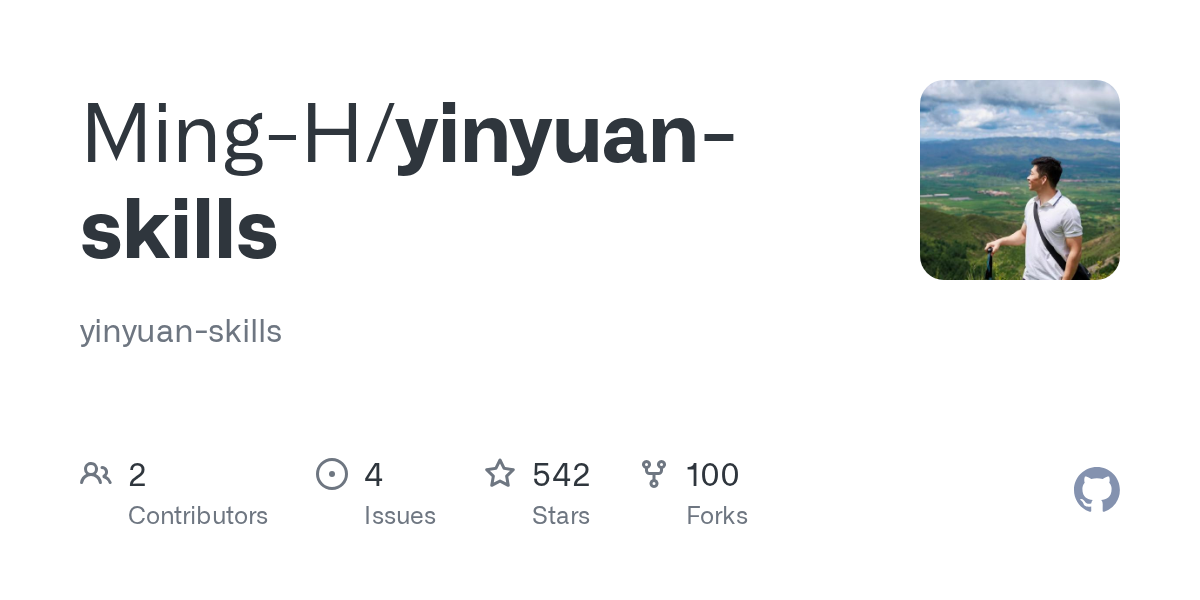 Ming-H/yinyuan-
skills
yinyuan-skills
2
Contributors
4
Issues
542
Stars
100
Forks